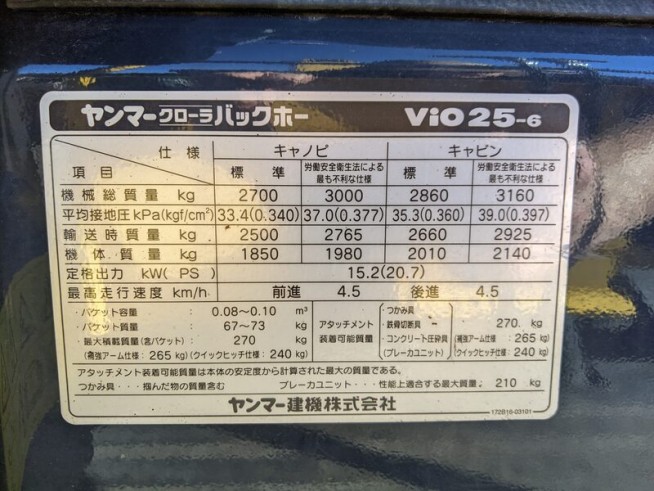 ヤンマークローラバックホー ViO25-6
仕様 キャノピ キャビン
項目 標準 労働安全衛生法による最も不利な仕様 標準 労働安全衛生法による最も不利な仕様
機械総質量 kg 2700 3000 2860 3160
平均接地圧kPa(kgf/cm²) 33.4(0.340) 37.0(0.377) 35.3(0.360) 39.0(0.397)
輸送時質量 kg 2500 2765 2660 2925
機体質量 kg 1850 1980 2010 2140
定格出力 kW(PS) 15.2(20.7)
最高走行速度 km/h 前進 4.5 後進 4.5
・バケット容量 : 0.08〜0.10 m³
・バケット質量 : 67〜73 kg
・最大積載質量(含バケット) : 270 kg
(補強アーム仕様: 265 kg)(クイックヒッチ仕様: 240 kg)
アタッチメント装着可能質量
・つかみ具
・鉄骨切断具
・コンクリート圧砕具
(ブレーカユニット)
270 kg
(補強アーム仕様: 265 kg)
(クイックヒッチ仕様: 240 kg)
アタッチメント装着可能質量は本体の安定度から計算された最大の質量である。
つかみ具・・・掴んだ物の質量含む ブレーカユニット・・・性能上適合する最大質量: 210 kg
ヤンマー建機株式会社
172B10-03101